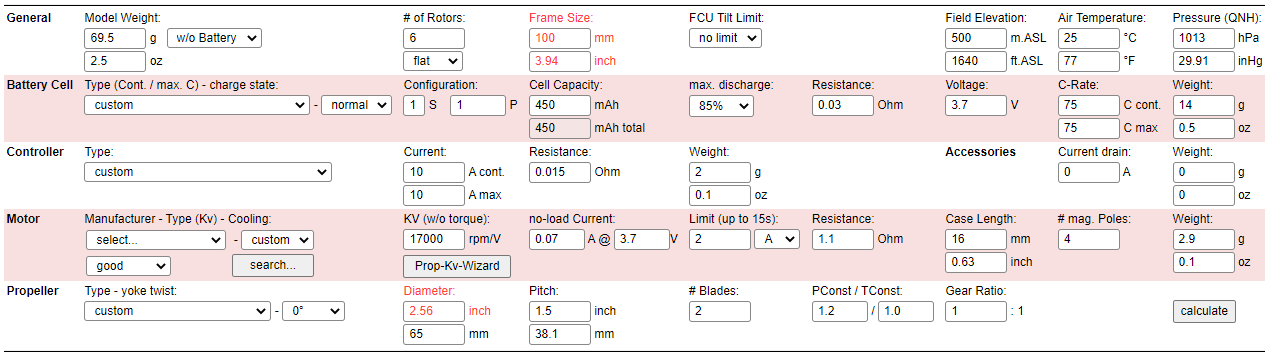 General Model Weight: # of Rotors: Frame Size: FCU Tilt Limit: Field Elevation: Air Temperature: Pressure (QNH):
69.5 g w/o Battery 6 100 mm no limit 500 m.ASL 25 °C 1013 hPa
2.5 oz flat 3.94 inch 1640 ft.ASL 77 °F 29.91 inHg
Battery Cell Type (Cont. / max. C) - charge state: Configuration: Cell Capacity: max. discharge: Resistance: Voltage: C-Rate: Weight:
custom - normal 1 S 1 P 450 mAh 85% 0.03 Ohm 3.7 V 75 C cont. 14 g
450 mAh total 75 C max 0.5 oz
Controller Type: Current: Resistance: Weight: Accessories Current drain: Weight:
custom 10 A cont. 0.015 Ohm 2 g 0 A 0 g
10 A max 0.1 oz 0 oz
Motor Manufacturer - Type (Kv) - Cooling: KV (w/o torque): no-load Current: Limit (up to 15s): Resistance: Case Length: # mag. Poles: Weight:
select... - custom 17000 rpm/V 0.07 A @ 3.7 V 2 A 1.1 Ohm 16 mm 4 2.9 g
good search... Prop-Kv-Wizard 0.63 inch 0.1 oz
Propeller Type - yoke twist: Diameter: Pitch: # Blades: PConst / TConst: Gear Ratio:
custom - 0° 2.56 inch 1.5 inch 2 1.2 / 1.0 1 : 1 calculate
65 mm 38.1 mm